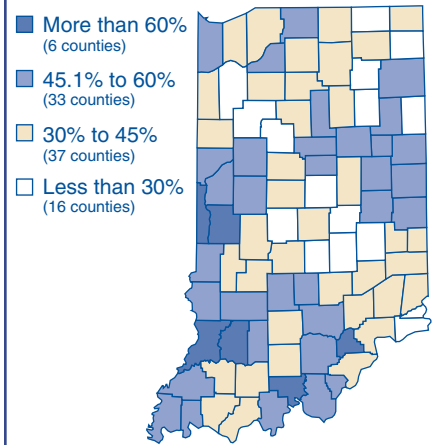 More than 60%
(6 counties)
45.1% to 60%
(33 counties)
30% to 45%
(37 counties)
Less than 30%
(16 counties)